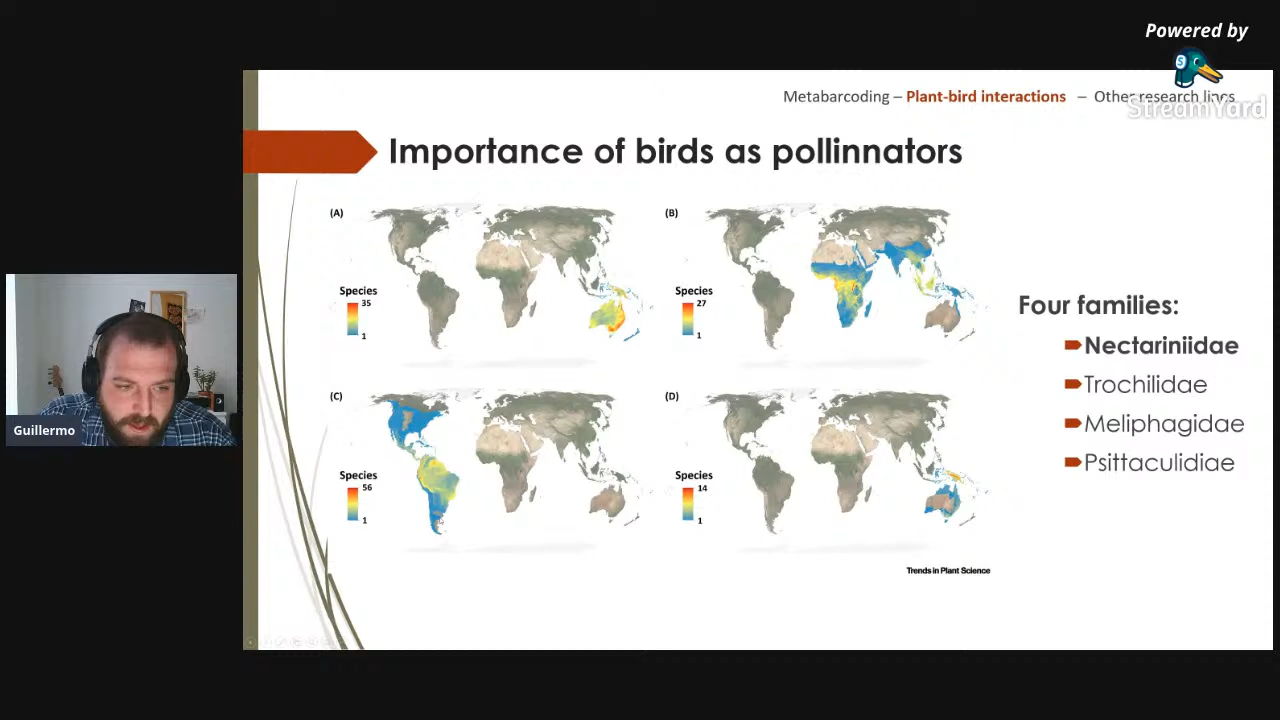 Powered by
StreamYard
Metabarcoding – Plant-bird interactions – Other research lines
Importance of birds as pollinnators
(A)
Species
35
1
(B)
Species
27
1
(C)
Species
56
1
(D)
Species
14
1
Trends in Plant Science
Four families:
Nectariniidae
Trochilidae
Meliphagidae
Psittaculidiae
Guillermo